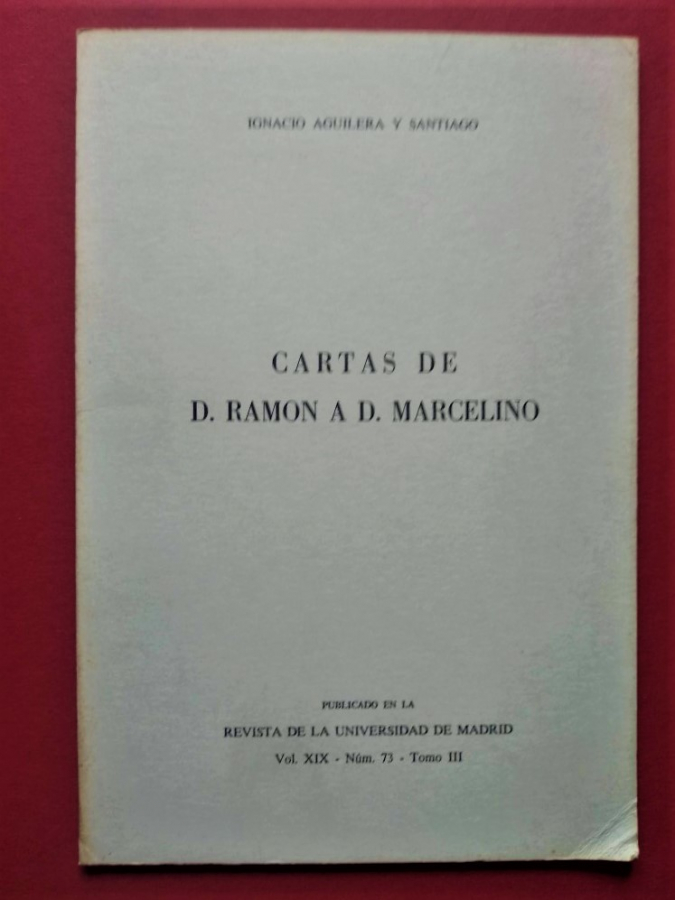 IGNACIO AGUILERA Y SANTIAGO
CARTAS DE
D. RAMON A D. MARCELINO
PUBLICADO EN LA
REVISTA DE LA UNIVERSIDAD DE MADRID
Vol. XIX - Núm. 73 - Tomo III